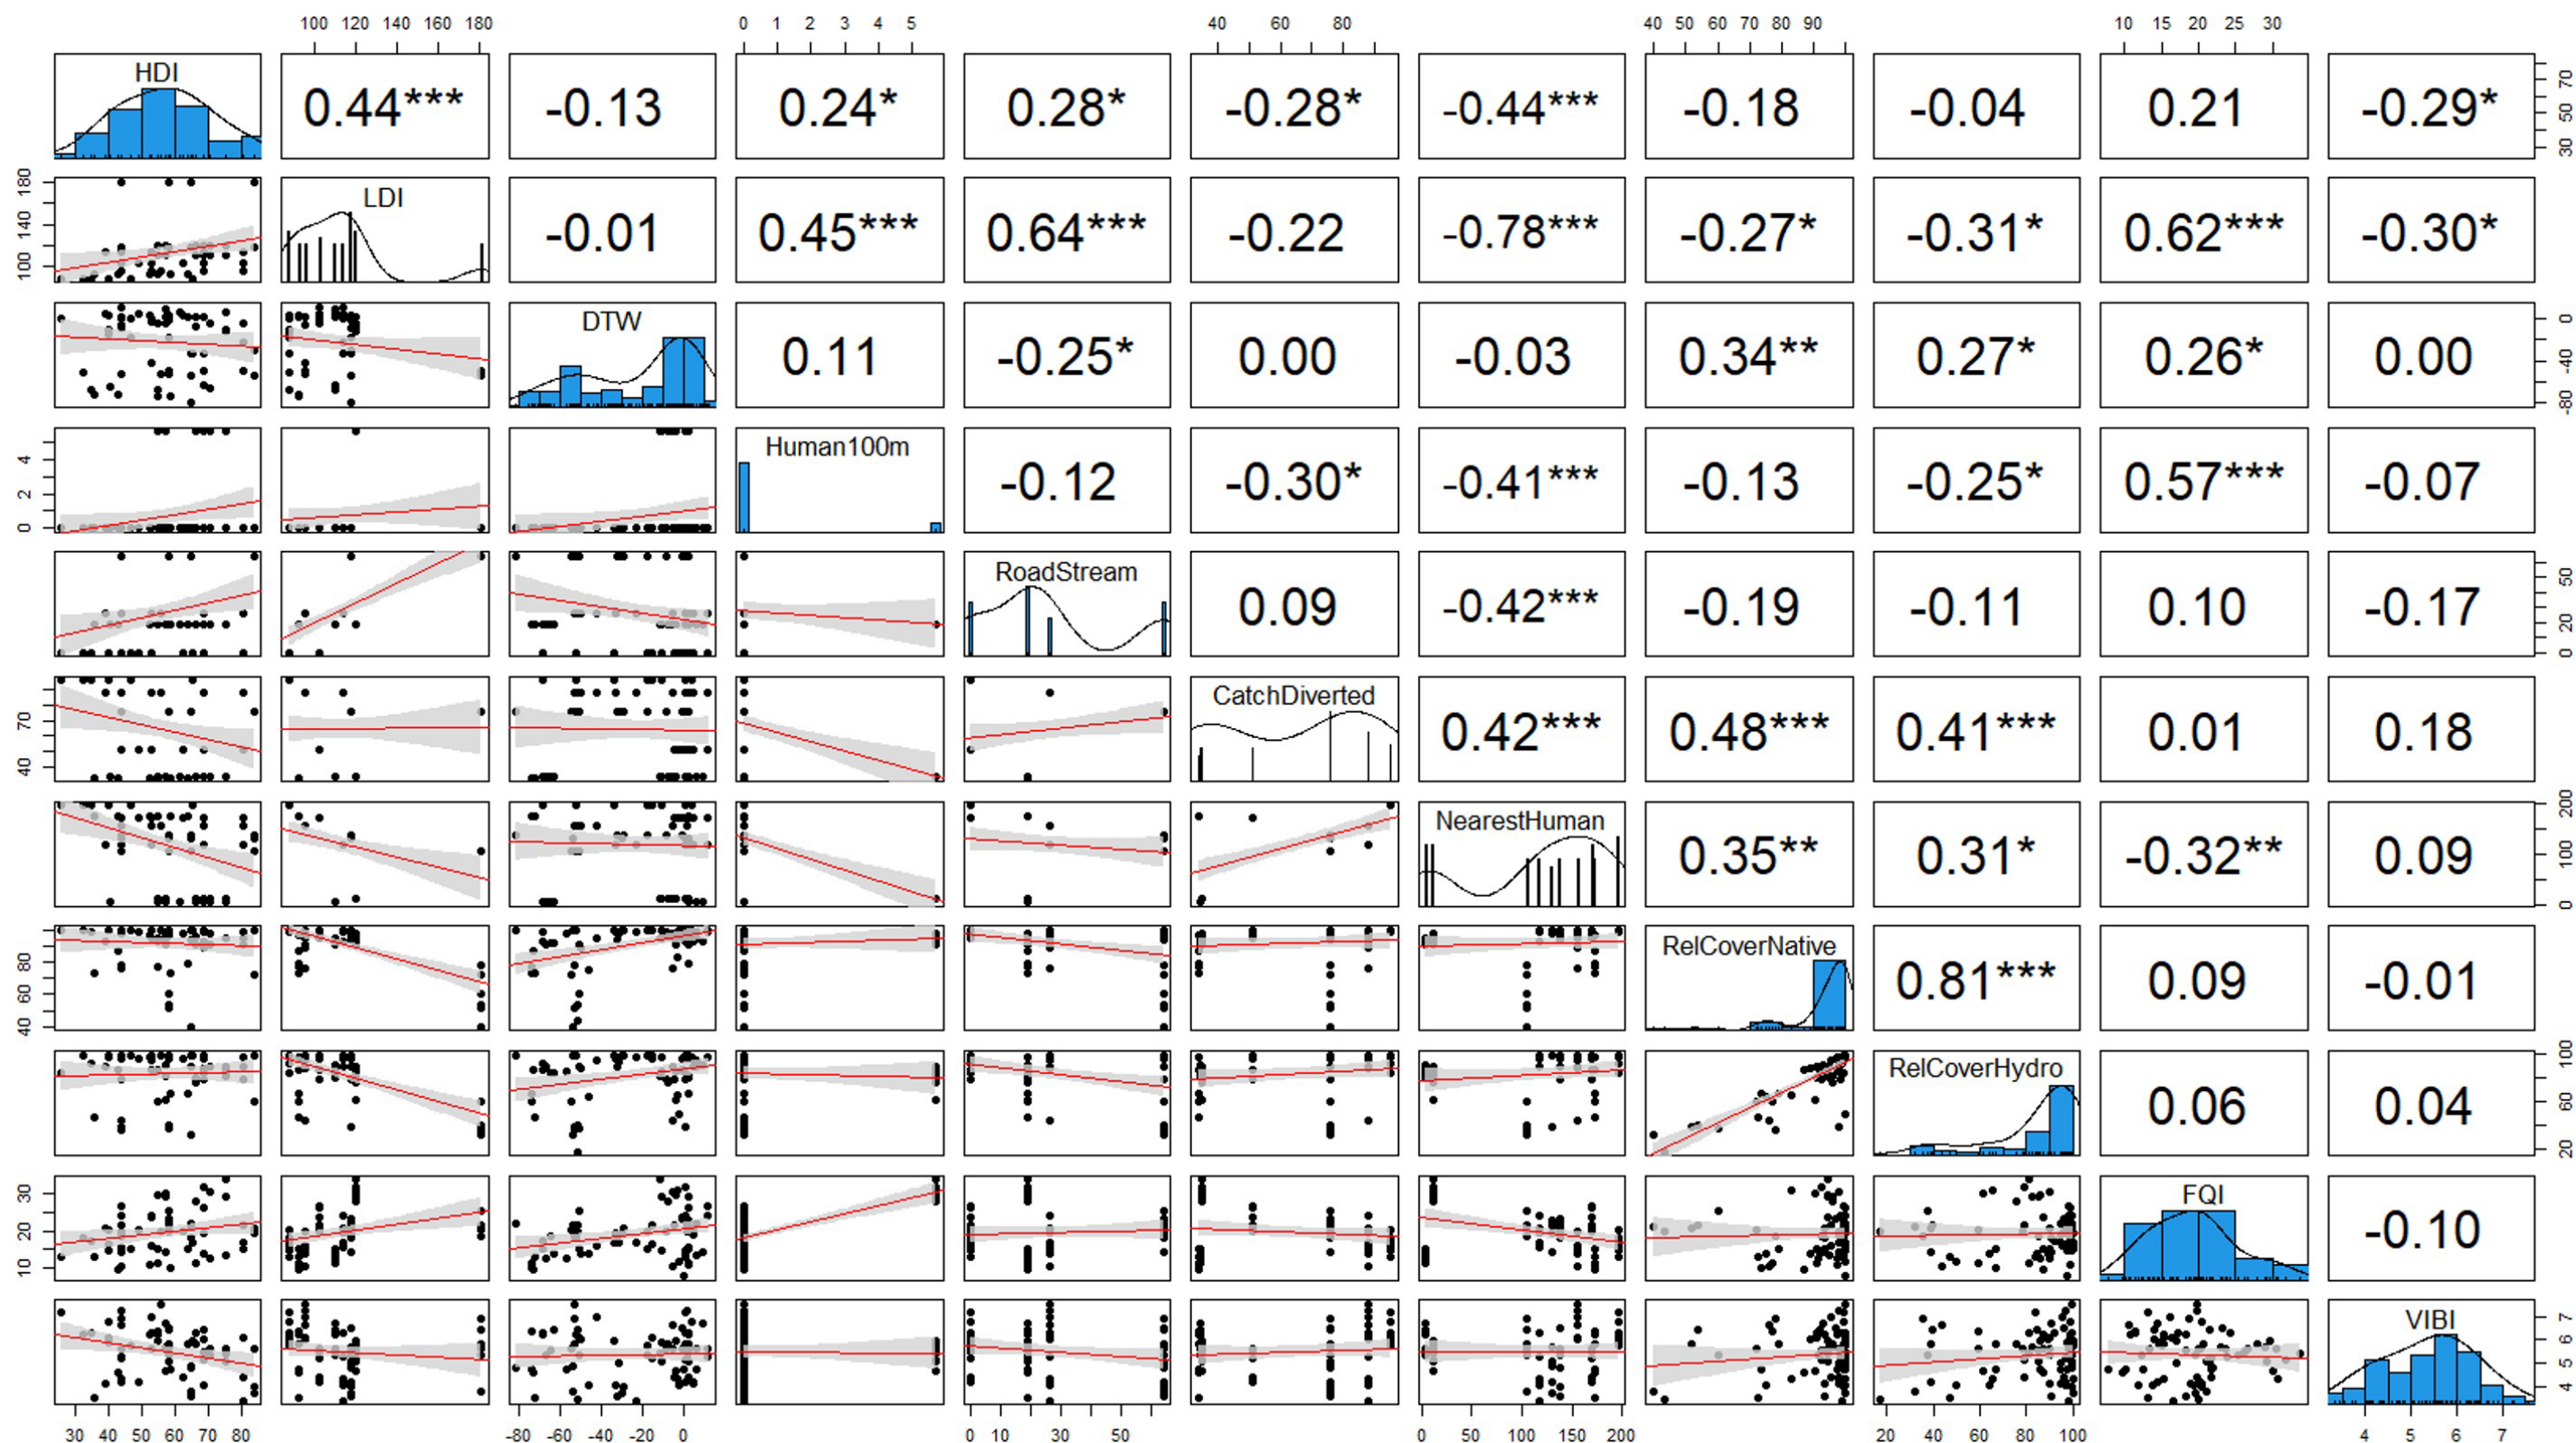 100 120 140 160 180 0 1 2 3 4 5 40 60 80 40 50 60 70 80 90 10 15 20 25 30
HDI 0.44*** -0.13 0.24* 0.28* -0.28* -0.44*** -0.18 -0.04 0.21 -0.29* 30 50 70
100 140 180 LDI -0.01 0.45*** 0.64*** -0.22 -0.78*** -0.27* -0.31* 0.62*** -0.30*
DTW 0.11 -0.25* 0.00 -0.03 0.34** 0.27* 0.26* 0.00 -80 -40 0
0 2 4 Human100m -0.12 -0.30* -0.41*** -0.13 -0.25* 0.57*** -0.07
RoadStream 0.09 -0.42*** -0.19 -0.11 0.10 -0.17 0 20 50
40 70 CatchDiverted 0.42*** 0.48*** 0.41*** 0.01 0.18
NearestHuman 0.35** 0.31* -0.32** 0.09 0 100 200
40 60 80 RelCoverNative 0.81*** 0.09 -0.01
RelCoverHydro 0.06 0.04 20 60 100
10 20 30 FQI -0.10
VIBI 4 5 6 7
30 40 50 60 70 80 -80 -60 -40 -20 0 0 10 30 50 0 50 100 150 200 20 40 60 80 100 4 5 6 7